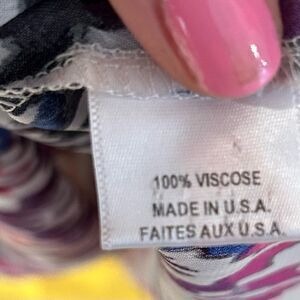 100% VISCOSE
MADE IN U.S.A.
FAITES AUX U.S.A